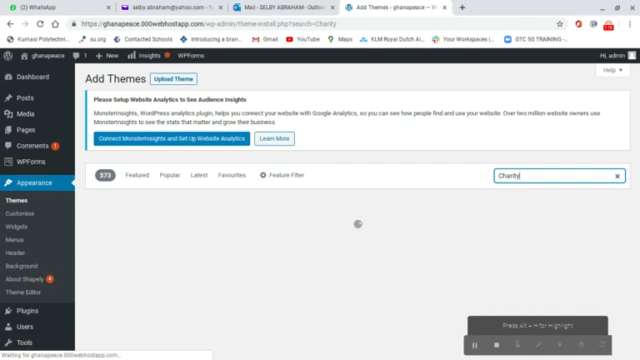 WhatsApp
selby.abraham@yahoo.com -
Mail - SELBY ABRAHAM - Outlo
Add Themes ‹ ghanapeace — W
https://ghanapeace.000webhostapp.com/wp-admin/theme-install.php?search=Charity
Kumasi Polytechnic
su.org
Introducing a bran
Contacted Schools
Gmail
YouTube
Maps
KLM Royal Dutch Air
Your Workspaces |
GTC 5G TRAINING -
ghanapeace
1
New
Insights
WPForms
Hi, admin
Dashboard
Posts
Media
Pages
Comments
WPForms
Appearance
Themes
Customise
Widgets
Menus
Header
Background
About Shapely 4
Theme Editor
Plugins
Users
Tools
Help
Add Themes
Upload Theme
Please Setup Website Analytics to See Audience Insights
MonsterInsights, WordPress analytics plugin, helps you connect your website with Google Analytics, so you can see how people find and use your website. Over two million website owners use
MonsterInsights to see the stats that matter and grow their business.
Connect MonsterInsights and Set Up Website Analytics
Learn More
573
Featured
Popular
Latest
Favourites
Feature Filter
Charity
Press Alt + H for Highlight
Waiting for ghanapeace.000webhostapp.com...